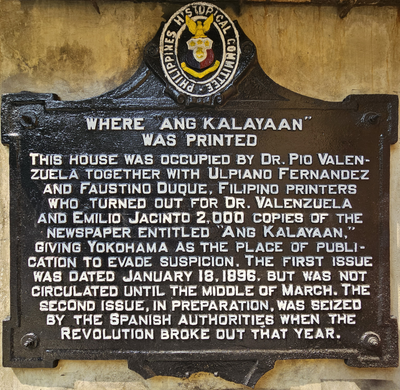 PHILIPPINES HISTORICAL COMMITTEE
WHERE "ANG KALAYAAN"
WAS PRINTED
THIS HOUSE WAS OCCUPIED BY DR. PIO VALEN-
ZUELA TOGETHER WITH ULPIANO FERNANDEZ
AND FAUSTINO DUQUE, FILIPINO PRINTERS
WHO TURNED OUT FOR DR. VALENZUELA
AND EMILIO JACINTO 2,000 COPIES OF THE
NEWSPAPER ENTITLED "ANG KALAYAAN,"
GIVING YOKOHAMA AS THE PLACE OF PUBLI-
CATION TO EVADE SUSPICION. THE FIRST ISSUE
WAS DATED JANUARY 18, 1896. BUT WAS NOT
CIRCULATED UNTIL THE MIDDLE OF MARCH. THE
SECOND ISSUE, IN PREPARATION, WAS SEIZED
BY THE SPANISH AUTHORITIES WHEN THE
REVOLUTION BROKE OUT THAT YEAR.